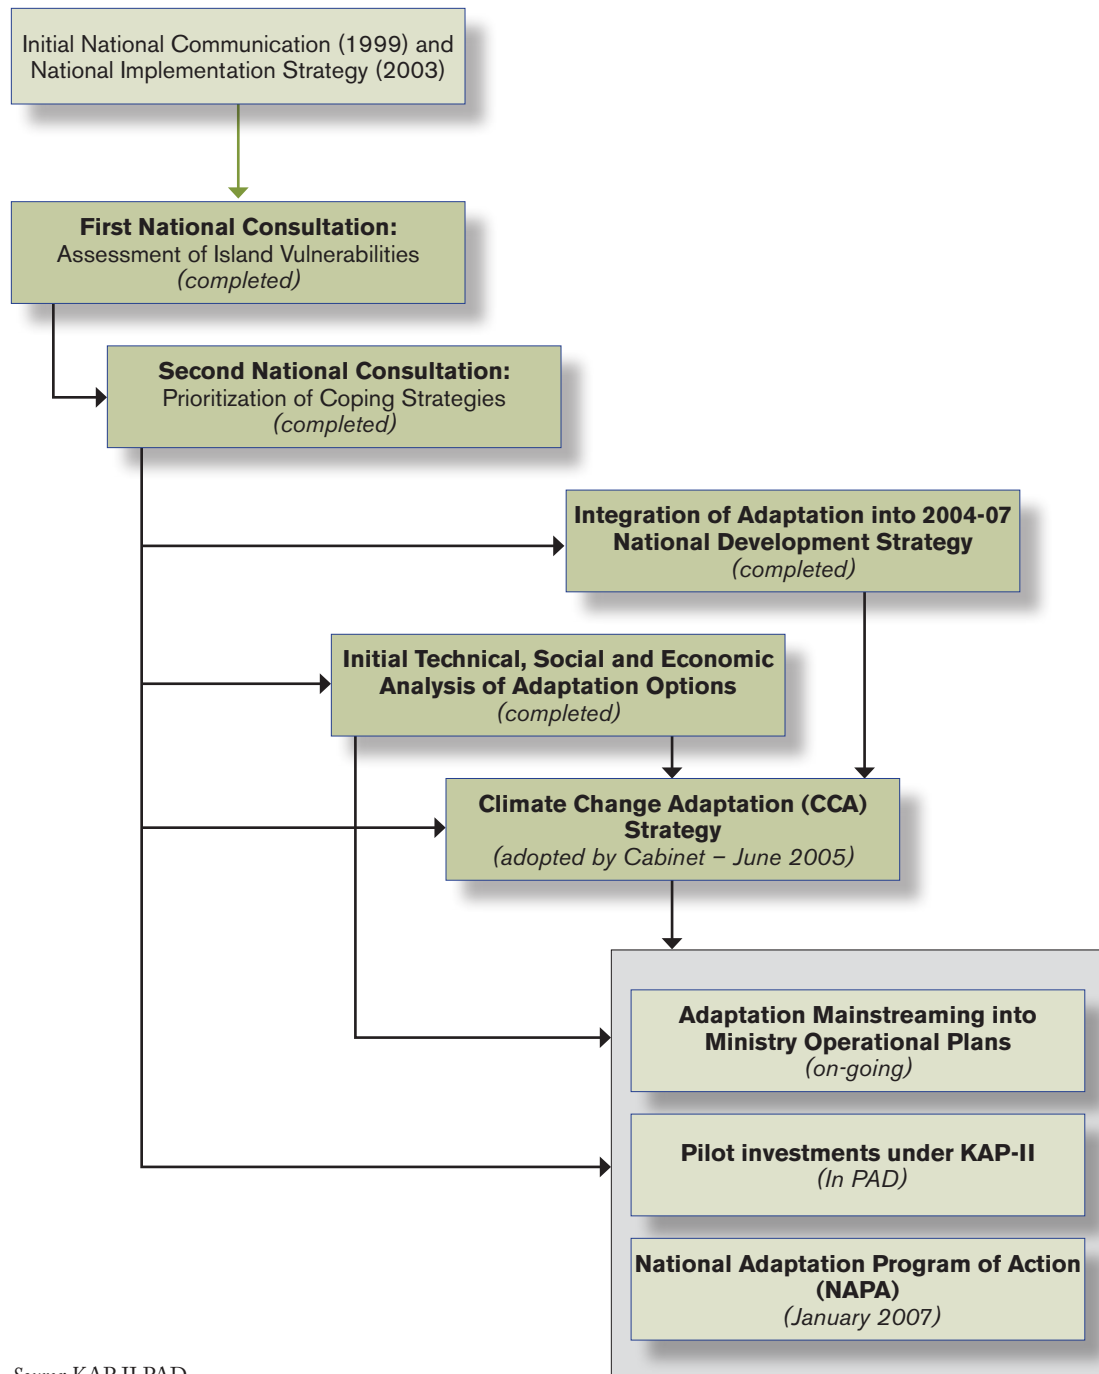 Initial National Communication (1999) and
National Implementation Strategy (2003)
First National Consultation:
Assessment of Island Vulnerabilities
(completed)
Second National Consultation:
Prioritization of Coping Strategies
(completed)
Integration of Adaptation into 2004-07
National Development Strategy
(completed)
Initial Technical, Social and Economic
Analysis of Adaptation Options
(completed)
Climate Change Adaptation (CCA)
Strategy
(adopted by Cabinet – June 2005)
Adaptation Mainstreaming into
Ministry Operational Plans
(on-going)
Pilot investments under KAP-II
(In PAD)
National Adaptation Program of Action
(NAPA)
(January 2007)
Source KAP II PAD